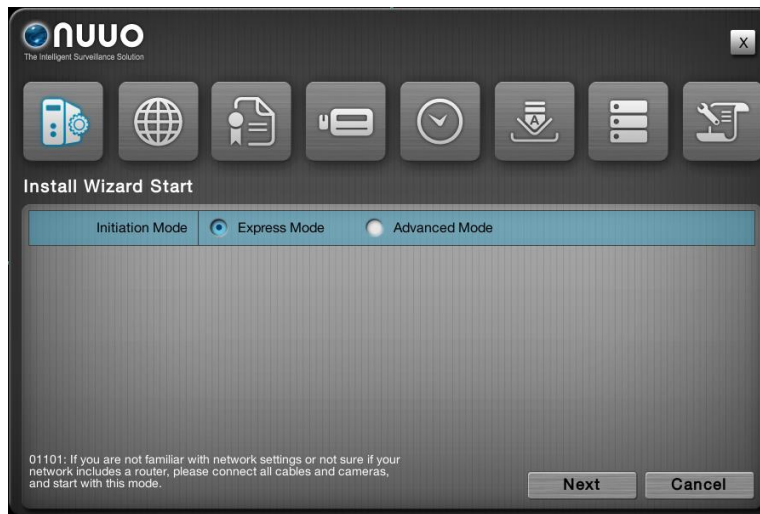 nuuo
The Intelligent Surveillance Solution
X
A
Install Wizard Start
Initiation Mode Express Mode Advanced Mode
01101: If you are not familiar with network settings or not sure if your
network includes a router, please connect all cables and cameras,
and start with this mode.
Next Cancel